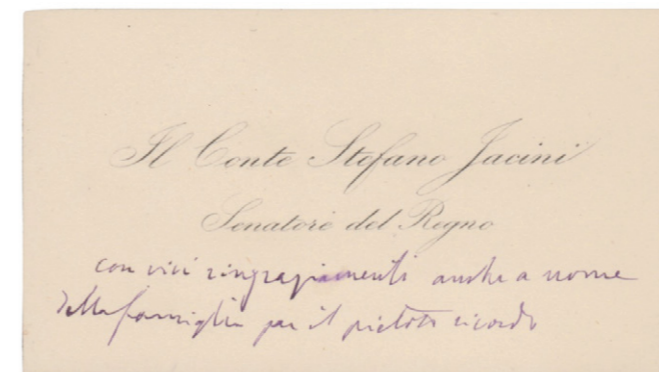 Il Conte Stefano Jacini
Senatore del Regno
con vivi ringraziamenti anche a nome
della famiglia per il pietoso ricordo